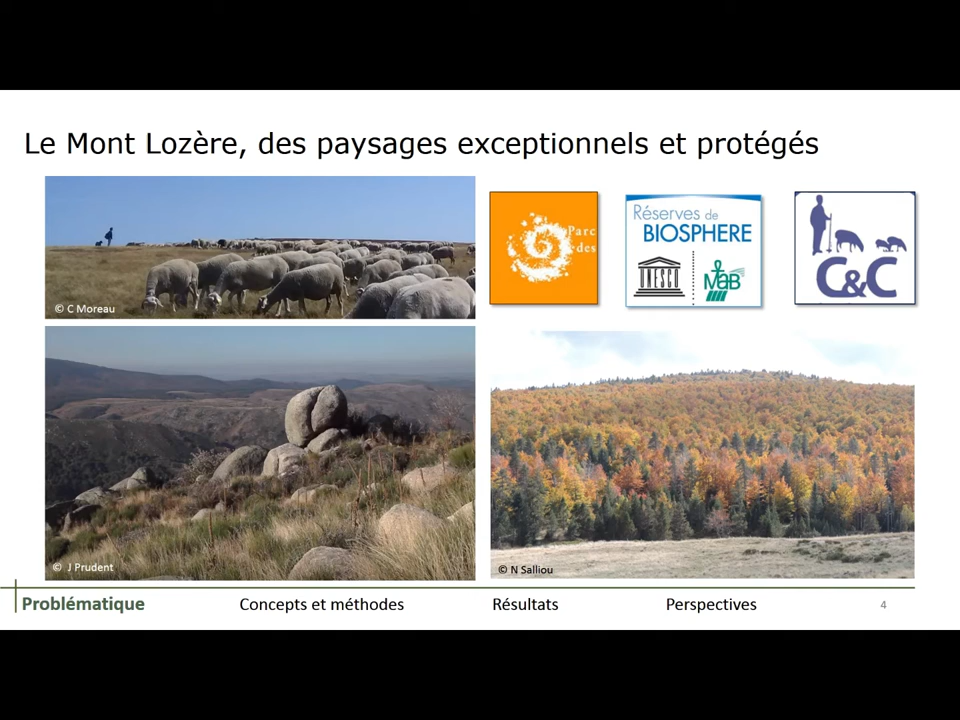 Le Mont Lozère, des paysages exceptionnels et protégés
© C Moreau
Parc
des
Réserves de
BIOSPHERE
UNESCO
MAB
C&C
© J Prudent
© N Salliou
Problématique
Concepts et méthodes
Résultats
Perspectives
4